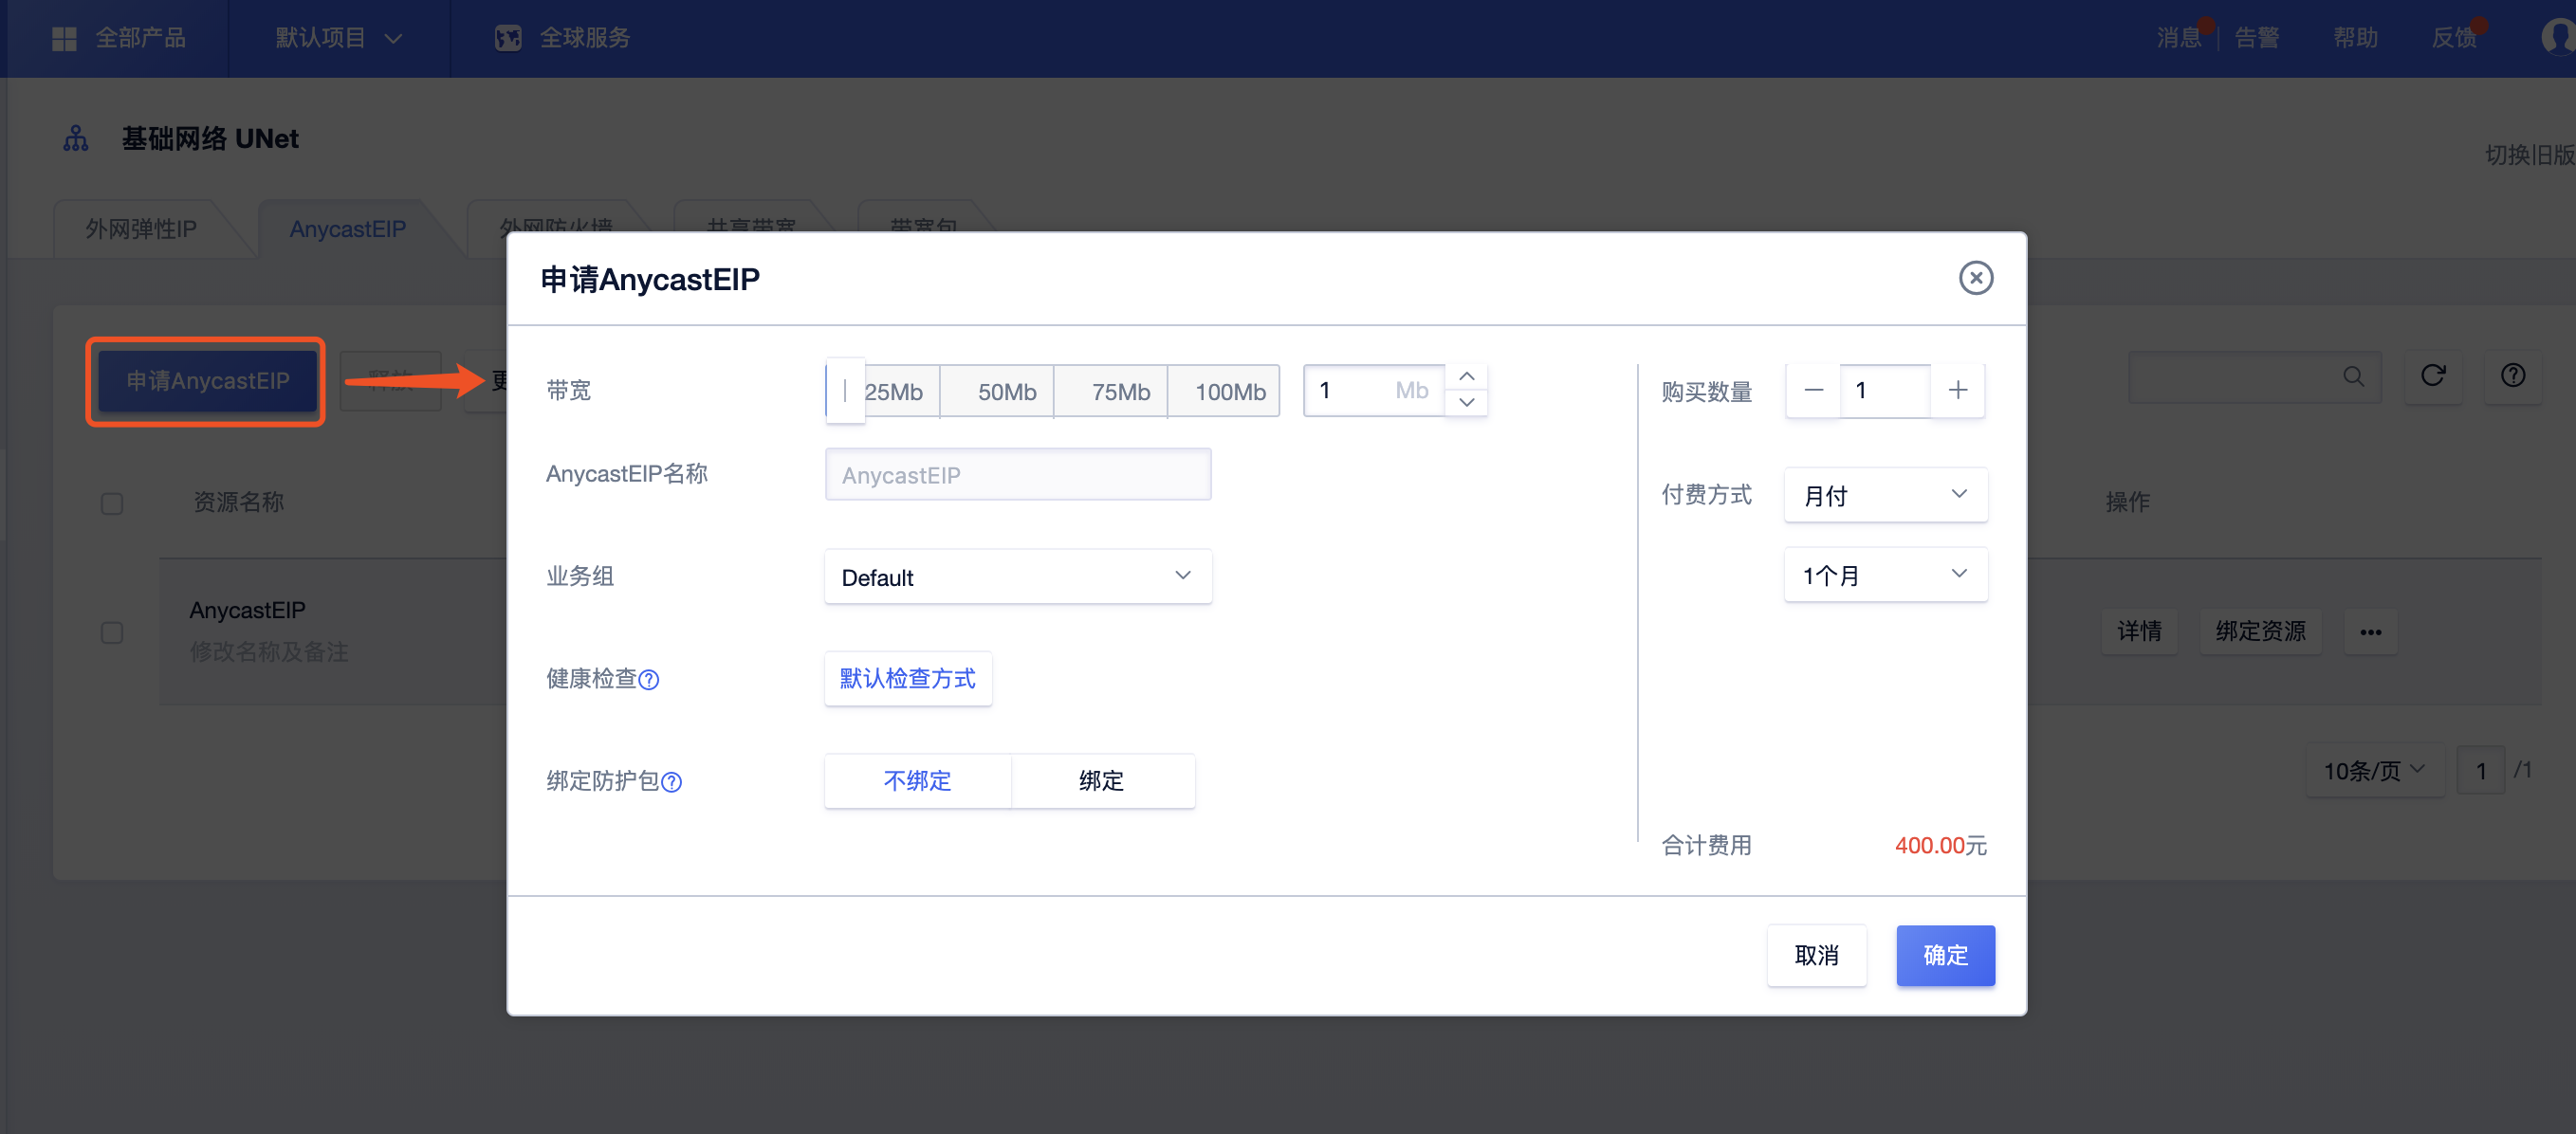 全部产品
默认项目
全球服务
消息
告警
帮助
反馈
基础网络 UNet
切换旧版
外网弹性IP
AnycastEIP
外网防火墙
共享带宽
带宽包
申请AnycastEIP
释放
更
申请AnycastEIP
带宽
25Mb
50Mb
75Mb
100Mb
1 Mb
购买数量
1
AnycastEIP名称
AnycastEIP
付费方式
月付
1个月
业务组
Default
健康检查
默认检查方式
绑定防护包
不绑定
绑定
合计费用
400.00元
取消
确定
资源名称
操作
AnycastEIP
修改名称及备注
详情
绑定资源
10条/页
1
/1